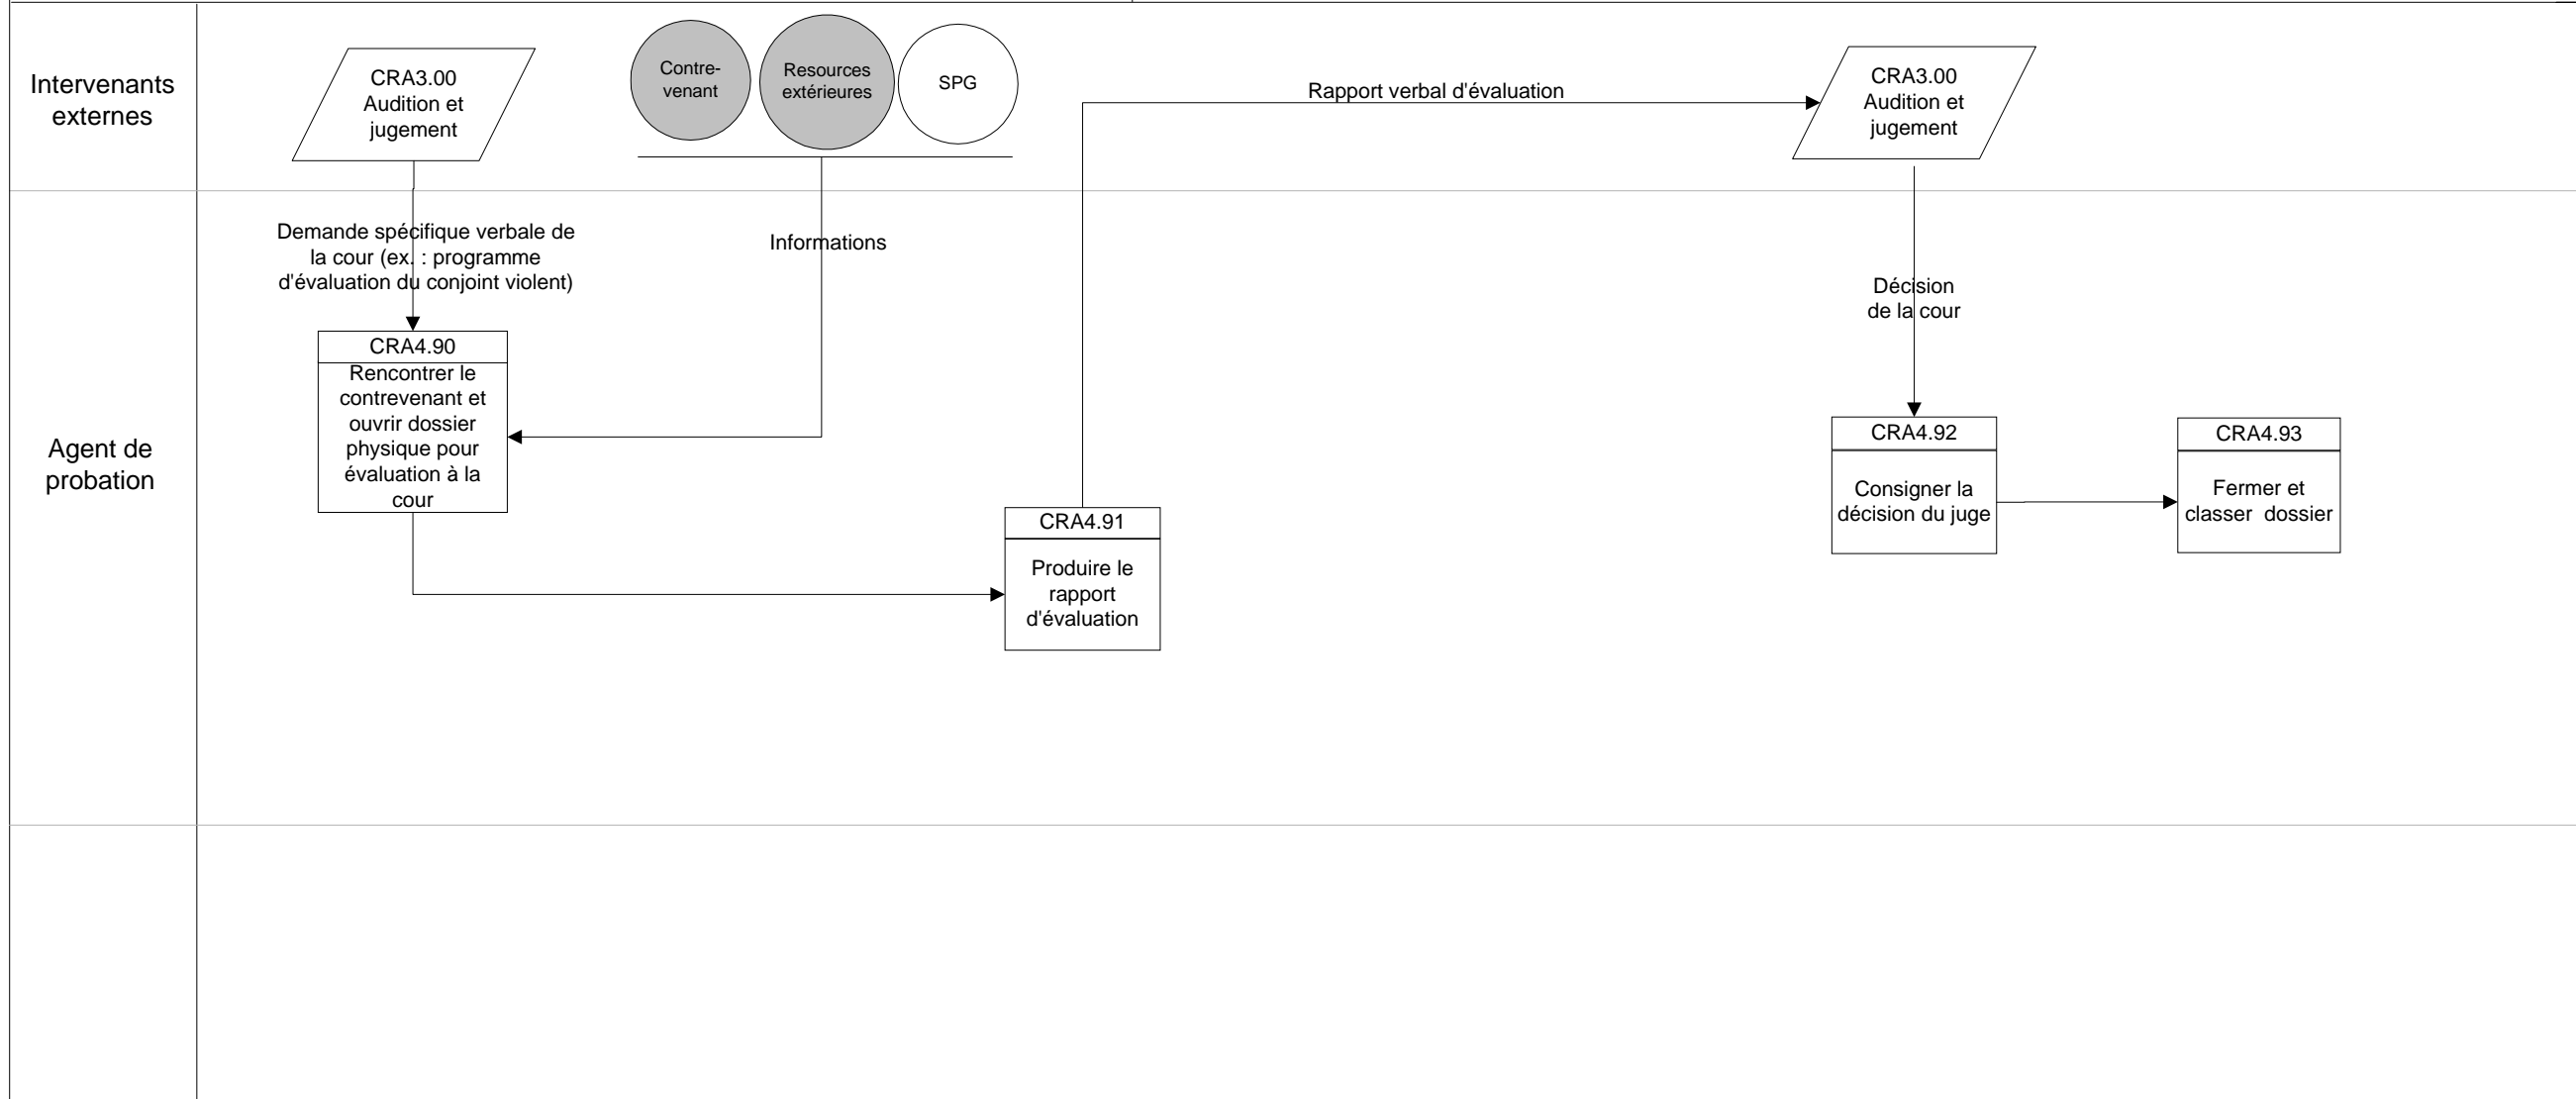 Intervenants
externes
CRA3.00
Audition et
jugement
Contre-
venant
Resources
extérieures
SPG
Rapport verbal d'évaluation
CRA3.00
Audition et
jugement
Agent de
probation
Demande spécifique verbale de
la cour (ex. : programme
d'évaluation du conjoint violent)
Informations
Décision
de la cour
CRA4.90
Rencontrer le
contrevenant et
ouvrir dossier
physique pour
évaluation à la
cour
CRA4.91
Produire le
rapport
d'évaluation
CRA4.92
Consigner la
décision du juge
CRA4.93
Fermer et
classer  dossier